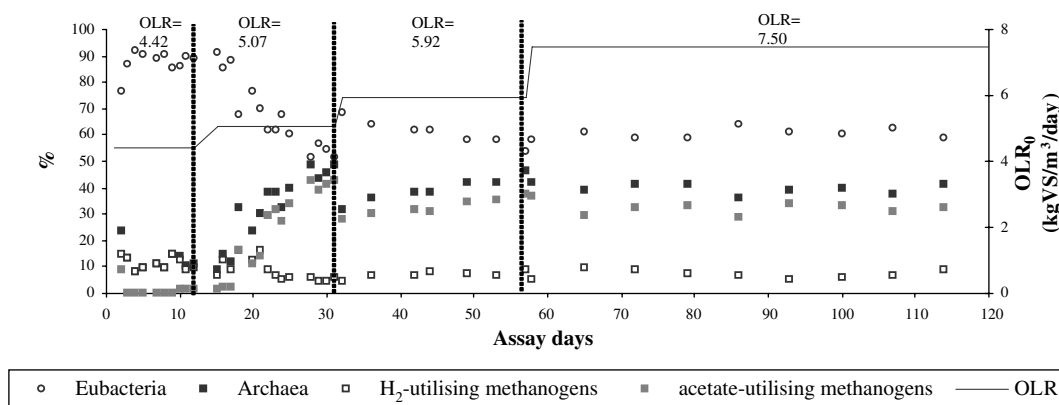 OLR= OLR= OLR= OLR=
4.42 5.07 5.92 7.50
100
90
80
70
60
50
40
30
20
10
0
%
8
6
4
2
0
OLR₀
(kgVS/m³/day)
0 10 20 30 40 50 60 70 80 90 100 110 120
Assay days
Eubacteria Archaea H₂-utilising methanogens acetate-utilising methanogens OLR